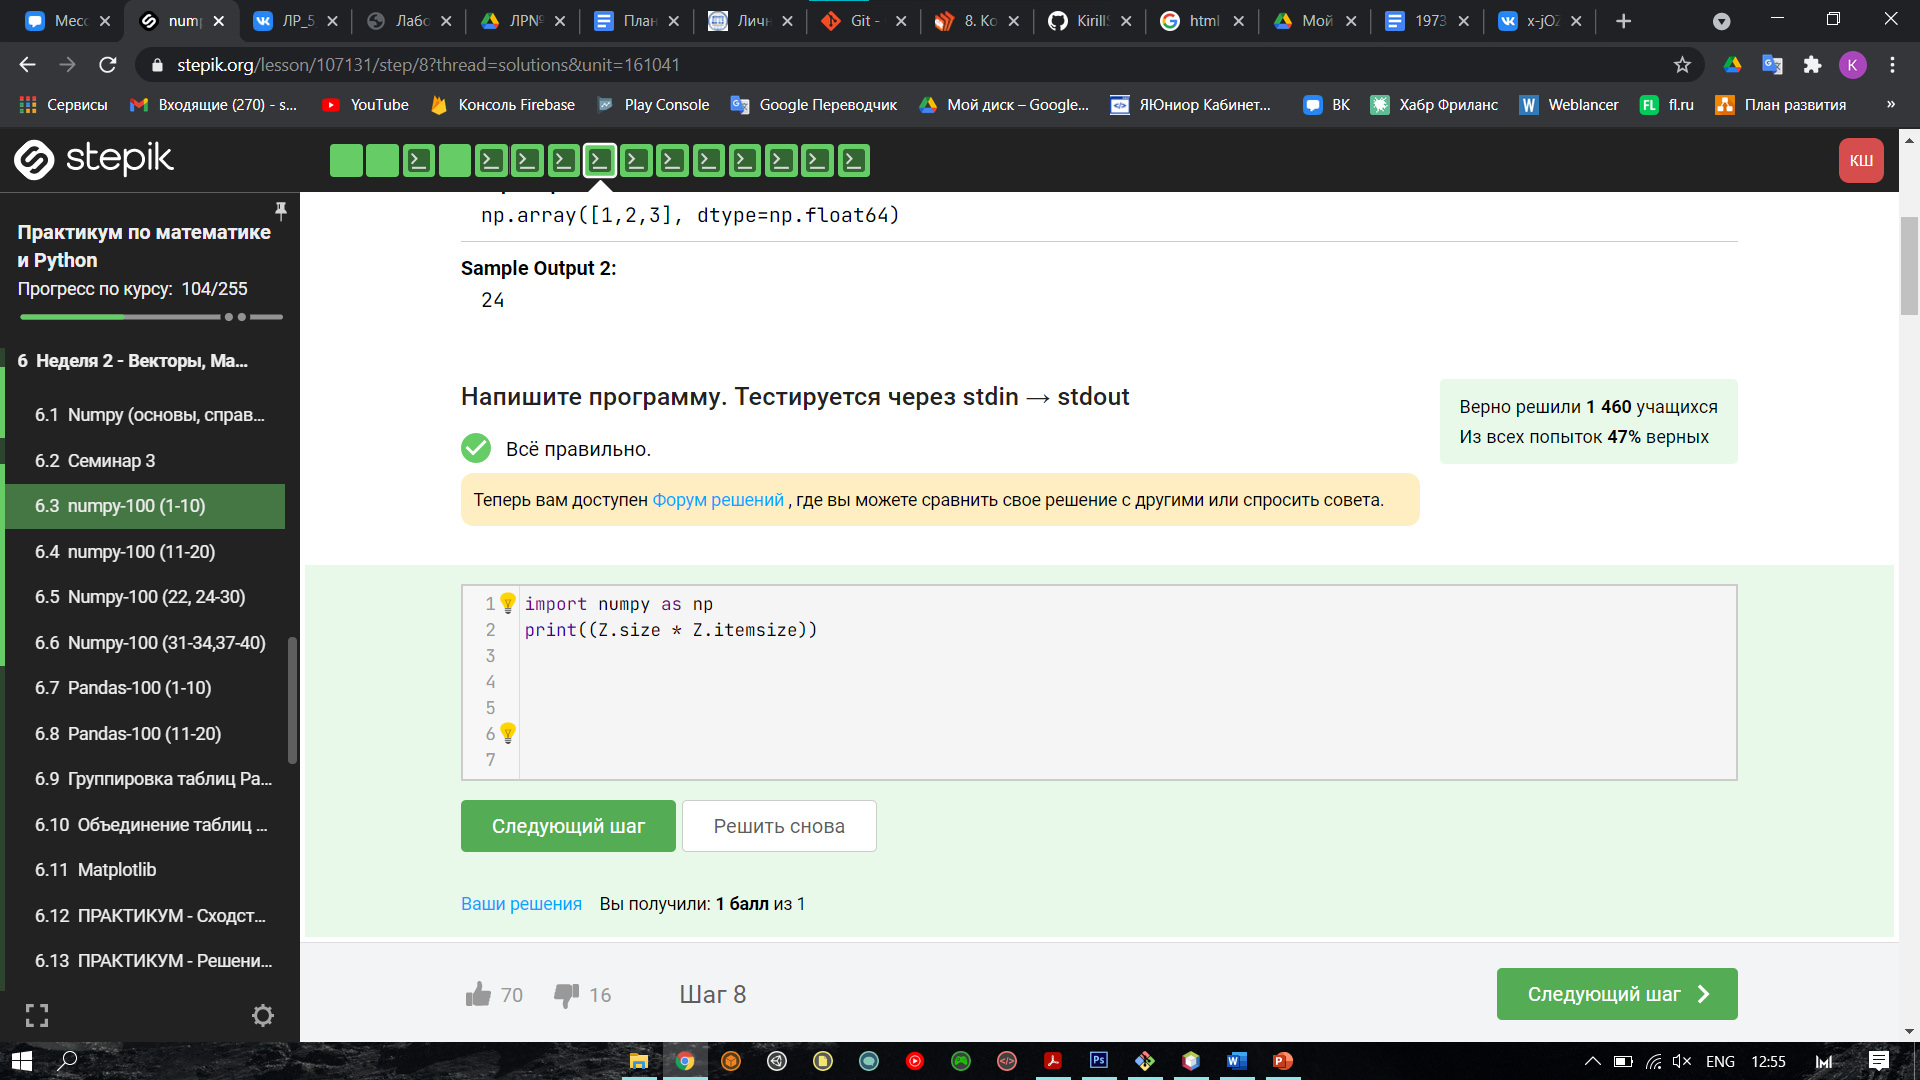 Месс
num
ЛР_5
Лабо
ЛР№
План
Личн
Git -
8. Ко
Kirill
html
Мой
1973
x-jO
stepik.org/lesson/107131/step/8?thread=solutions&unit=161041
K
Сервисы
Входящие (270) - s...
YouTube
Консоль Firebase
Play Console
Google Переводчик
Мой диск – Google...
ЯЮниор Кабинет...
ВК
Хабр Фриланс
Weblancer
fl.ru
План развития
»
stepik
КШ
Практикум по математике
и Python
Прогресс по курсу: 104/255
6 Неделя 2 - Векторы, Ма...
6.1 Numpy (основы, справ...
6.2 Семинар 3
6.3 numpy-100 (1-10)
6.4 numpy-100 (11-20)
6.5 Numpy-100 (22, 24-30)
6.6 Numpy-100 (31-34,37-40)
6.7 Pandas-100 (1-10)
6.8 Pandas-100 (11-20)
6.9 Группировка таблиц Pa...
6.10 Объединение таблиц ...
6.11 Matplotlib
6.12 ПРАКТИКУМ - Сходст...
6.13 ПРАКТИКУМ - Решени...
np.array([1,2,3], dtype=np.float64)
Sample Output 2:
24
Напишите программу. Тестируется через stdin → stdout
Верно решили 1 460 учащихся
Из всех попыток 47% верных
Всё правильно.
Теперь вам доступен Форум решений , где вы можете сравнить свое решение с другими или спросить совета.
1 import numpy as np
2 print((Z.size * Z.itemsize))
3
4
5
6
7
Следующий шаг
Решить снова
Ваши решения Вы получили: 1 балл из 1
70
16
Шаг 8
Следующий шаг
ENG
12:55